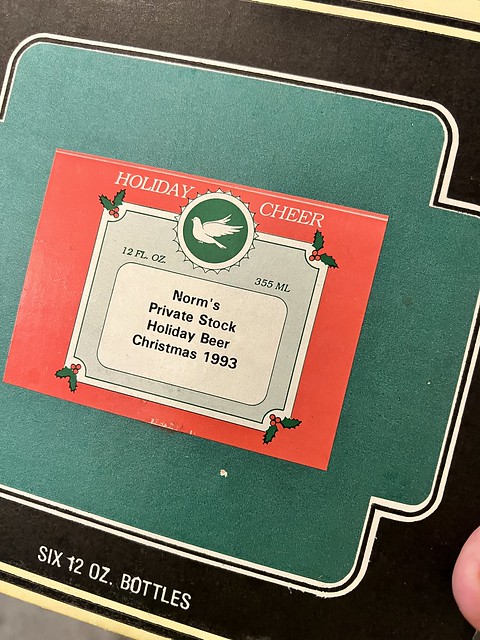 HOLIDAY CHEER
12 FL. OZ. 355 ML
Norm's
Private Stock
Holiday Beer
Christmas 1993
SIX 12 OZ. BOTTLES